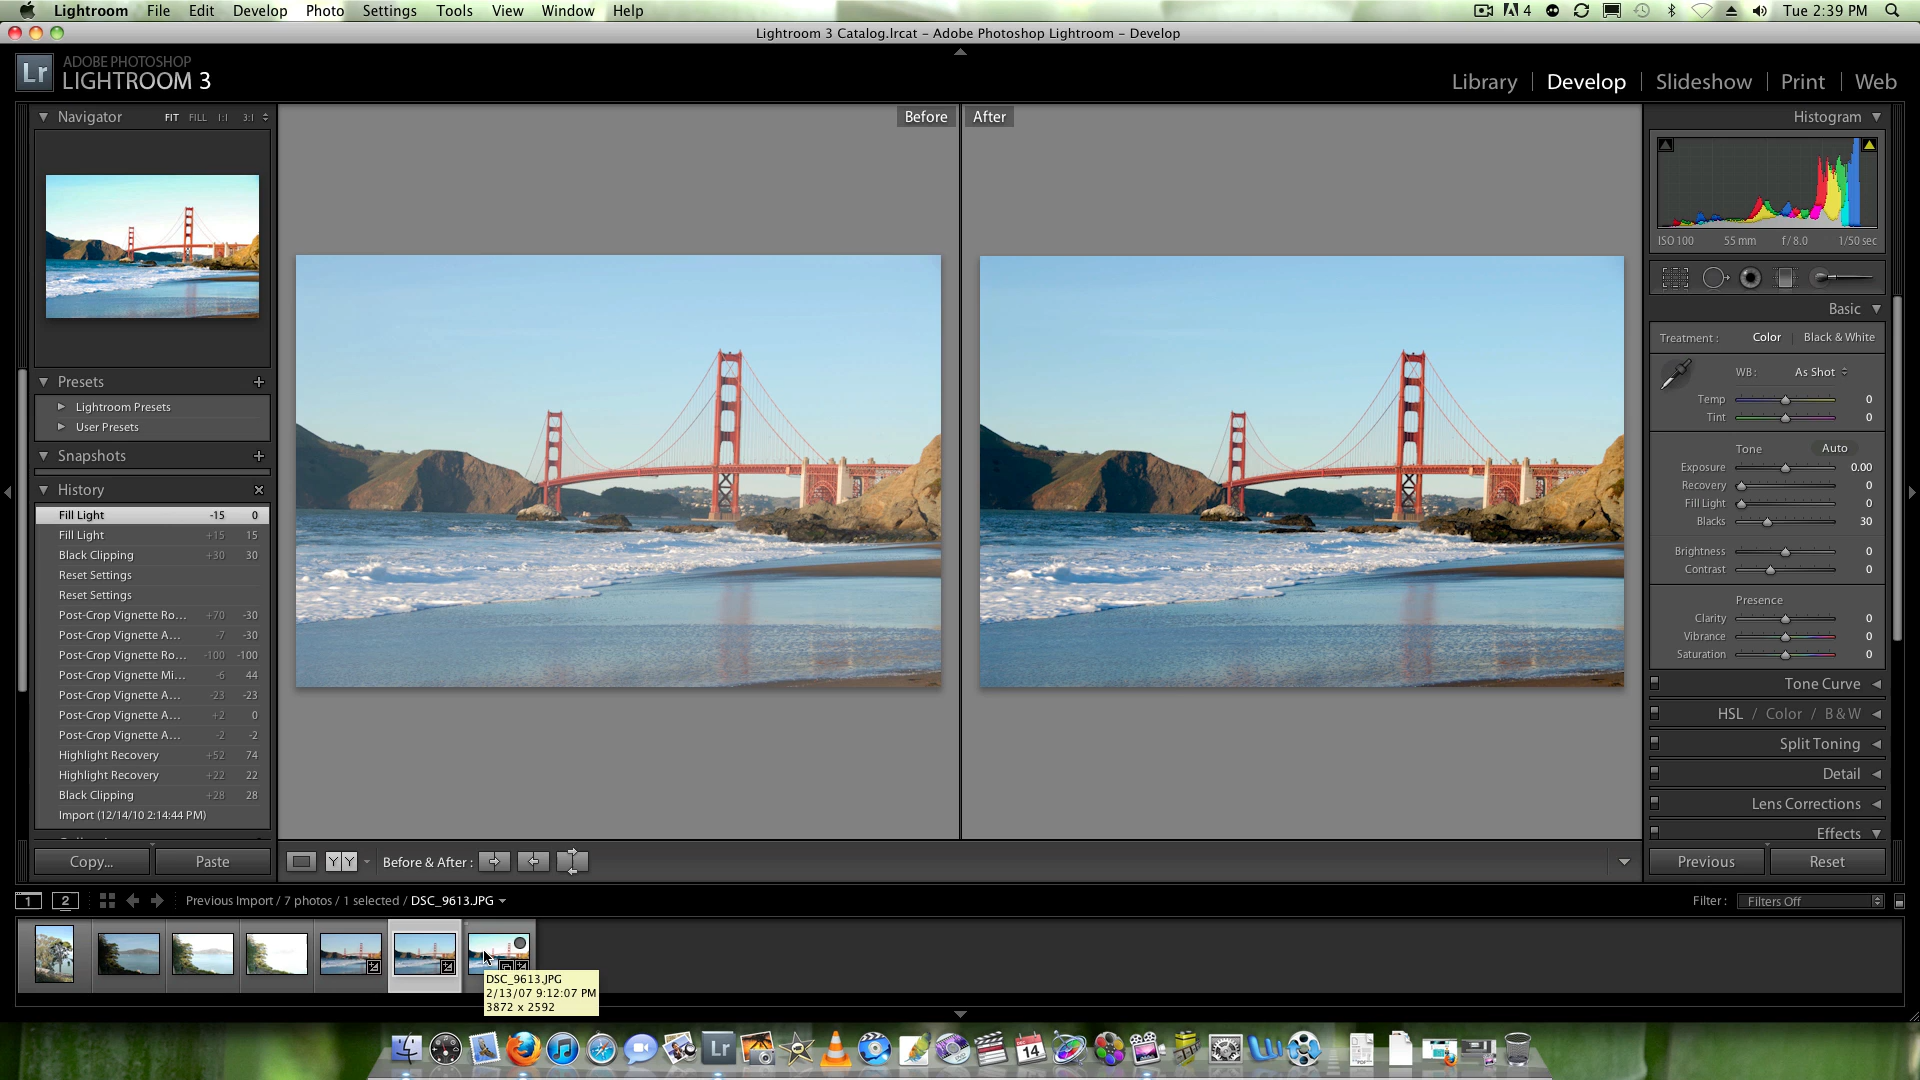 Lightroom File Edit Develop Photo Settings Tools View Window Help
4 Tue 2:39 PM
Lightroom 3 Catalog.lrcat – Adobe Photoshop Lightroom – Develop
Lr
ADOBE PHOTOSHOP
LIGHTROOM 3
Library | Develop | Slideshow | Print | Web
Navigator FIT FILL 1:1 3:1
Presets +
Lightroom Presets
User Presets
Snapshots +
History ×
Fill Light -15 0
Fill Light +15 15
Black Clipping +30 30
Reset Settings
Reset Settings
Post-Crop Vignette Ro... +70 -30
Post-Crop Vignette A... -7 -30
Post-Crop Vignette Ro... -100 -100
Post-Crop Vignette Mi... -6 44
Post-Crop Vignette A... -23 -23
Post-Crop Vignette A... +2 0
Post-Crop Vignette A... -2 -2
Highlight Recovery +52 74
Highlight Recovery +22 22
Black Clipping +28 28
Import (12/14/10 2:14:44 PM)
Copy... Paste
Before After
YY Before & After :
Histogram
ISO 100 55 mm f/8.0 1/50 sec
Basic
Treatment : Color | Black & White
WB : As Shot
Temp 0
Tint 0
Tone Auto
Exposure 0.00
Recovery 0
Fill Light 0
Blacks 30
Brightness 0
Contrast 0
Presence
Clarity 0
Vibrance 0
Saturation 0
Tone Curve
HSL / Color / B & W
Split Toning
Detail
Lens Corrections
Effects
Previous Reset
1 2 Previous Import / 7 photos / 1 selected / DSC_9613.JPG
Filter : Filters Off
DSC_9613.JPG
2/13/07 9:12:07 PM
3872 x 2592
Lr
14